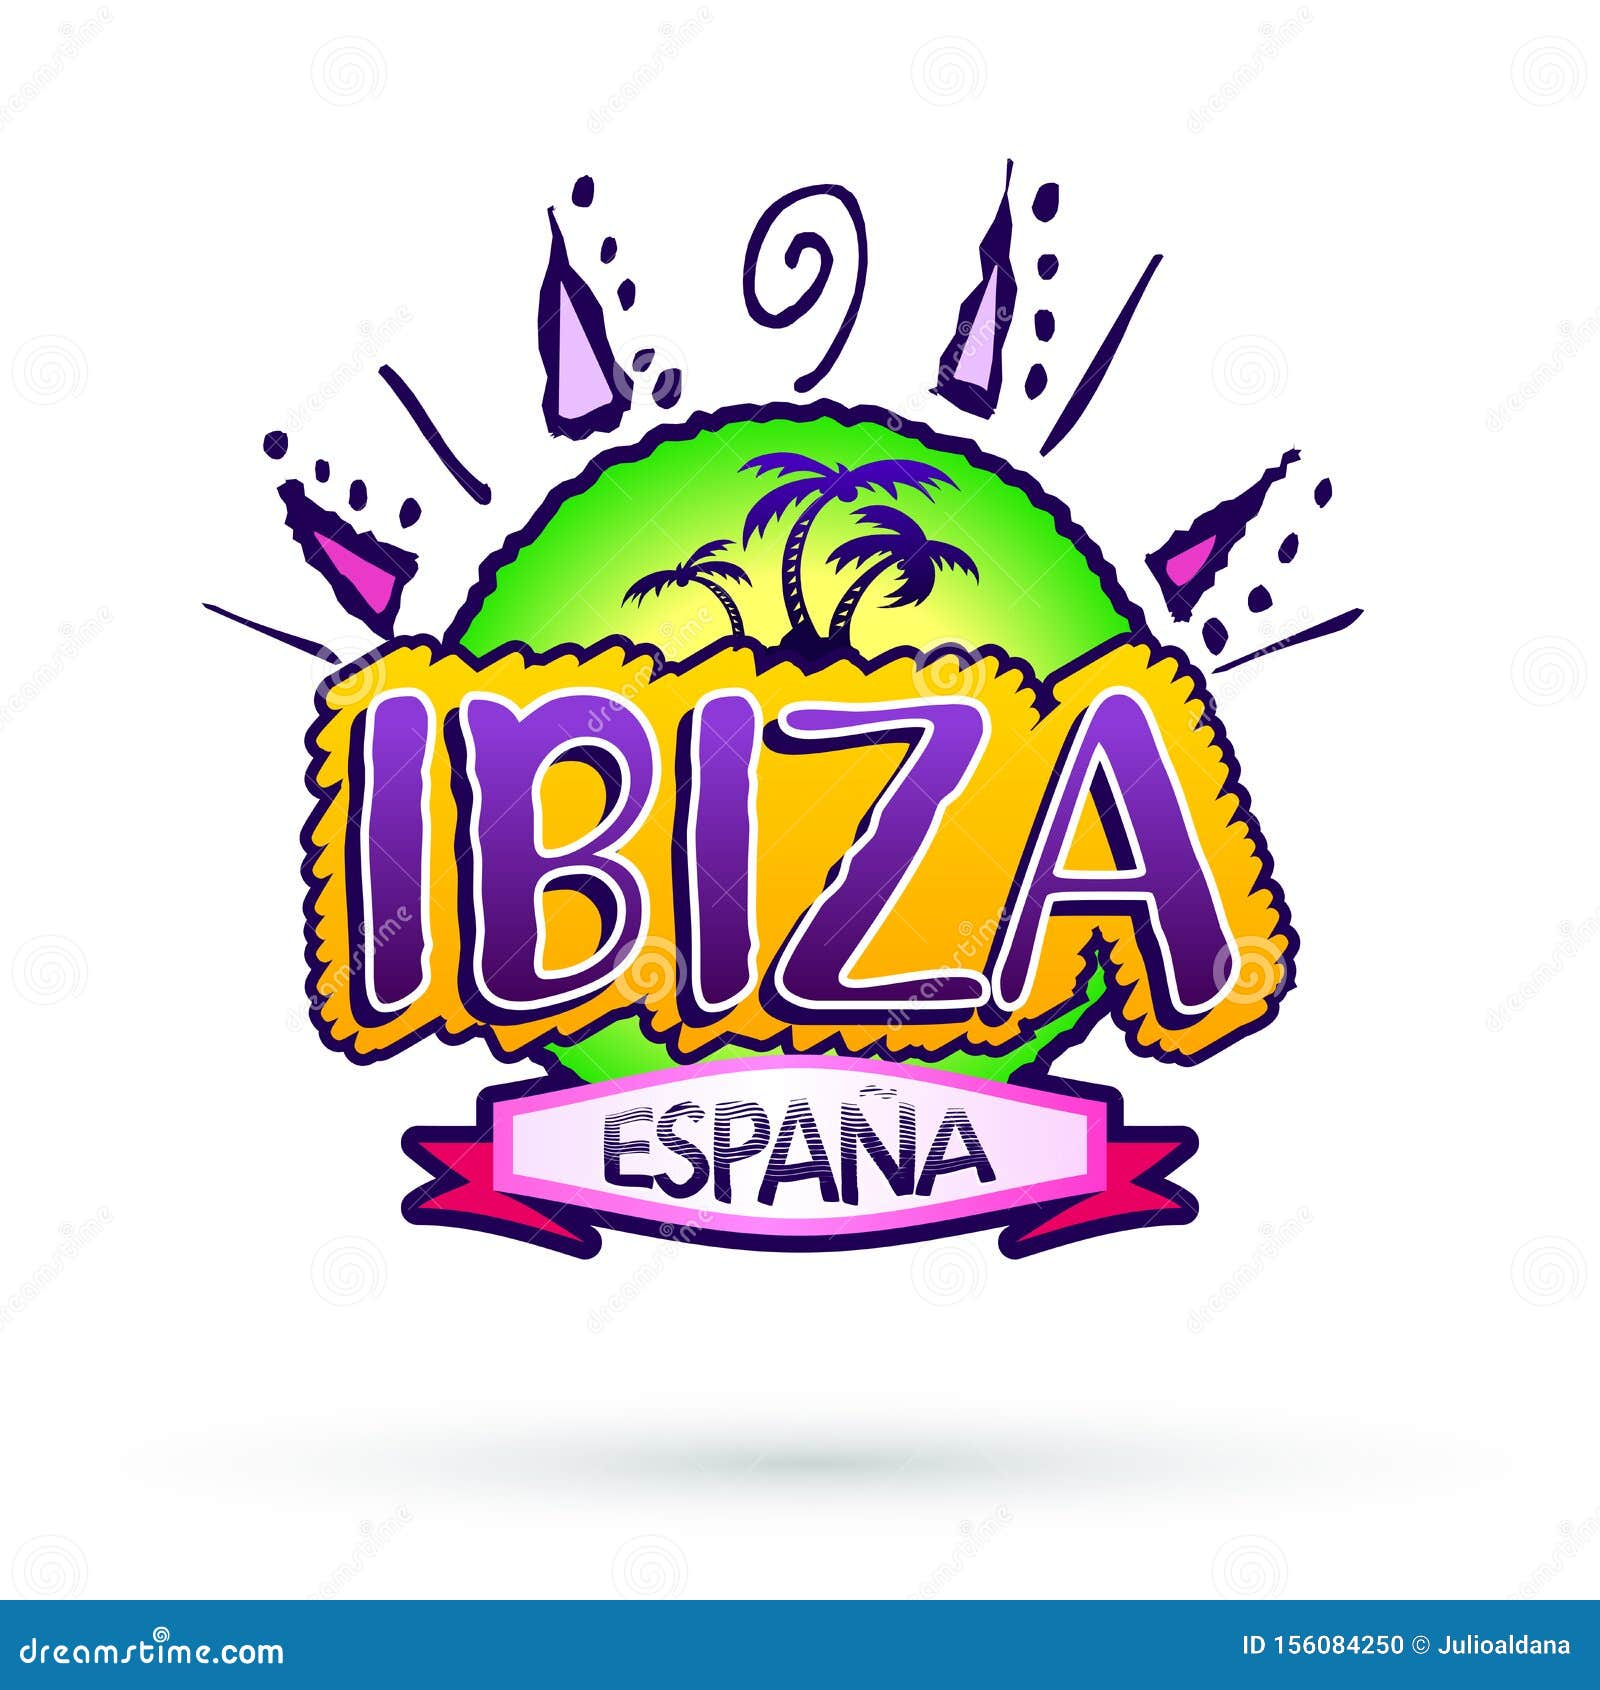 IBIZA
ESPAÑA
dreamstime.com
ID 156084250 © Julioaldana